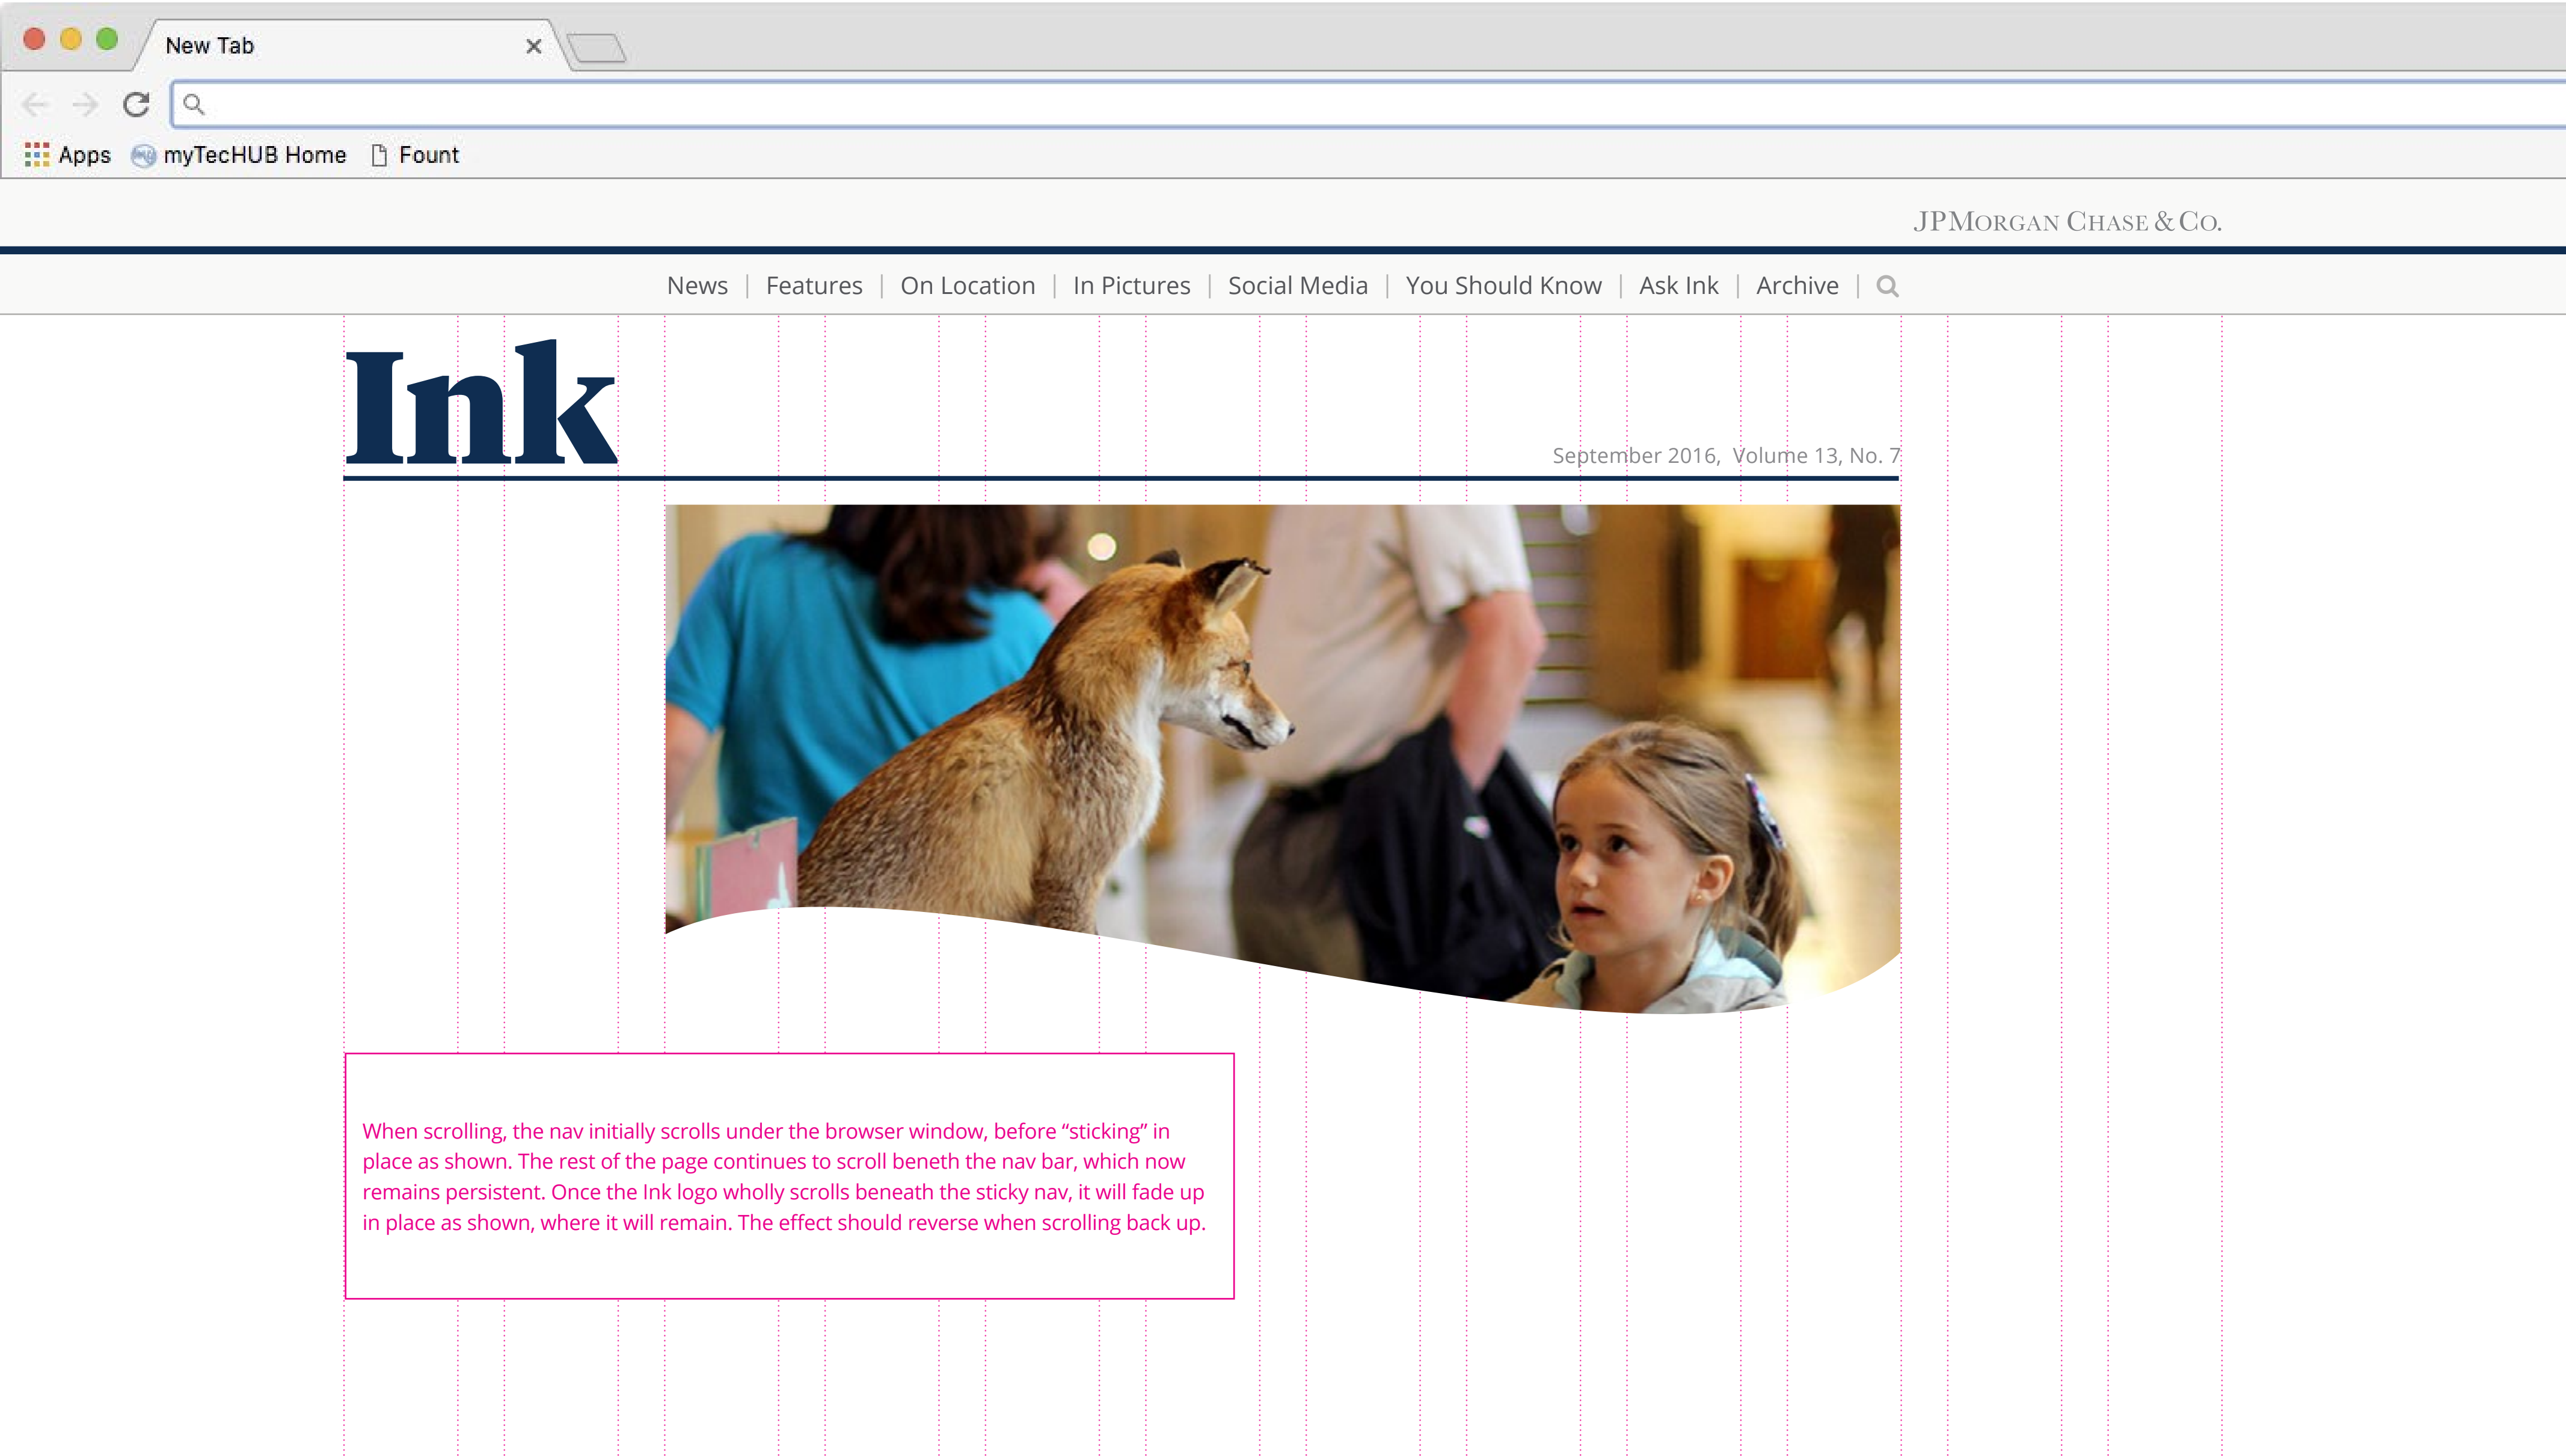 New Tab
Apps myTecHUB Home Fount
JPMORGAN CHASE & CO.
News | Features | On Location | In Pictures | Social Media | You Should Know | Ask Ink | Archive |
Ink
September 2016, Volume 13, No. 7
When scrolling, the nav initially scrolls under the browser window, before “sticking” in
place as shown. The rest of the page continues to scroll beneth the nav bar, which now
remains persistent. Once the Ink logo wholly scrolls beneath the sticky nav, it will fade up
in place as shown, where it will remain. The effect should reverse when scrolling back up.